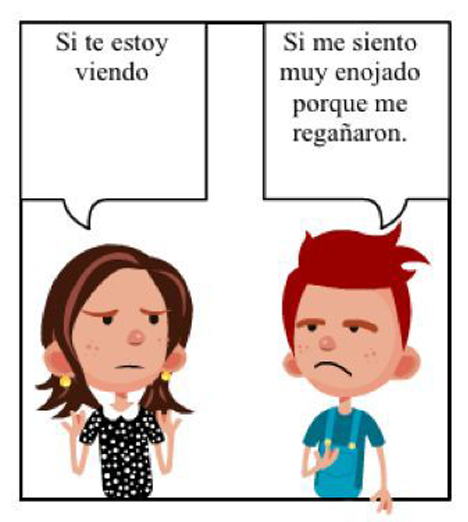 Si te estoy
viendo
Si me siento
muy enojado
porque me
regañaron.